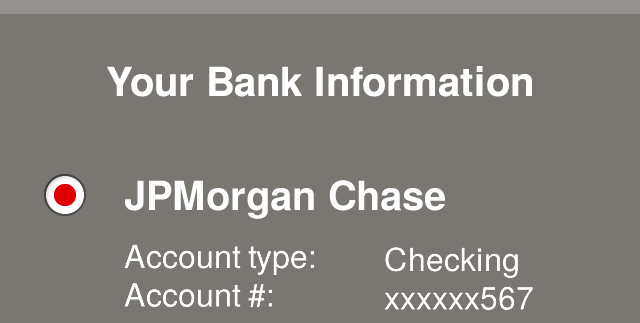 Your Bank Information
JPMorgan Chase
Account type: Checking
Account #: xxxxxx567